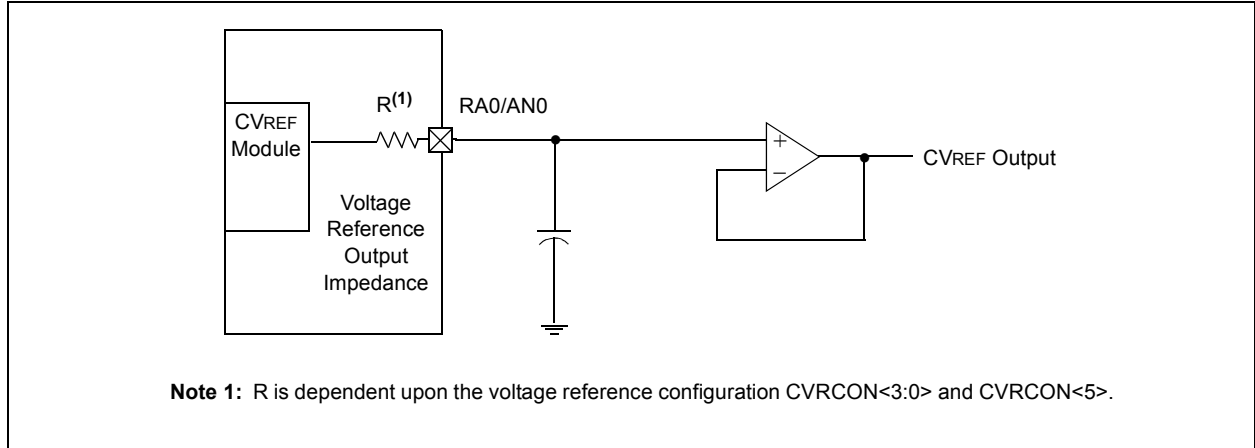 R(1)
RA0/AN0
CVREF
Module
+
−
CVREF Output
Voltage
Reference
Output
Impedance
Note 1: R is dependent upon the voltage reference configuration CVRCON<3:0> and CVRCON<5>.